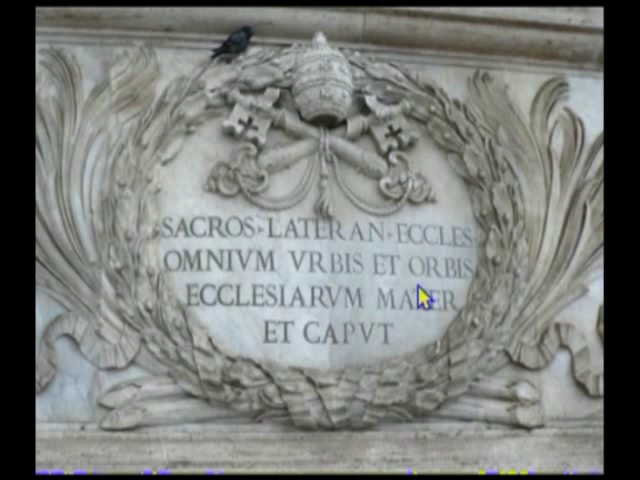 SACROS·LATERAN·ECCLES
OMNIVM VRBIS ET ORBIS
ECCLESIARVM MATER
ET CAPVT